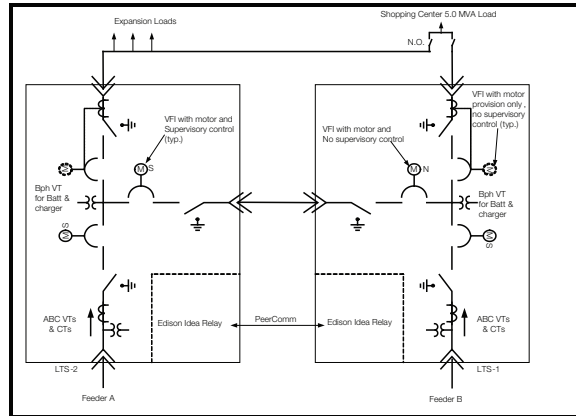 Shopping Center 5.0 MVA Load
Expansion Loads
N.O.
VFI with motor and
Supervisory control
(typ.)
VFI with motor and
No supervisory control
VFI with motor
provision only ,
no supervisory
control (typ.)
M
M S
M N
M
Bph VT
for Batt &
charger
Bph VT
for Batt &
charger
M S
M S
ABC VTs
& CTs
Edison Idea Relay
PeerComm
Edison Idea Relay
ABC VTs
& CTs
LTS-2
LTS-1
Feeder A
Feeder B